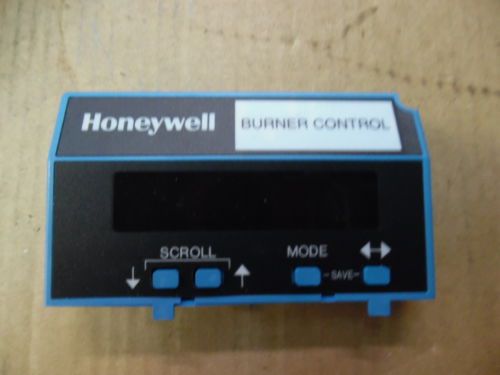 Honeywell
BURNER CONTROL
SCROLL
MODE
SAVE